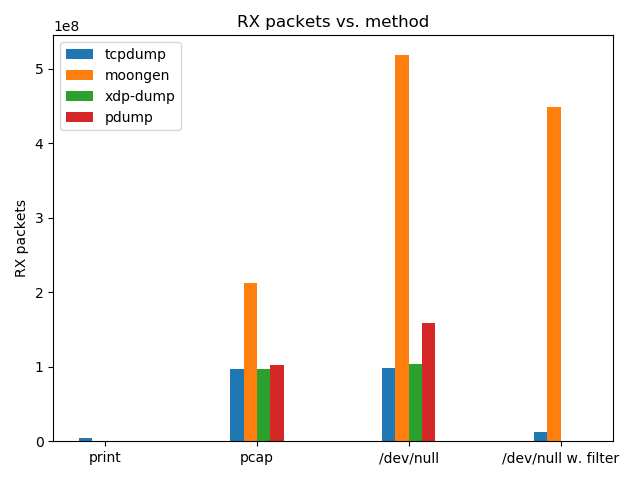 RX packets vs. method
1e8
tcpdump
moongen
xdp-dump
pdump
5
4
3
2
1
0
RX packets
print
pcap
/dev/null
/dev/null w. filter